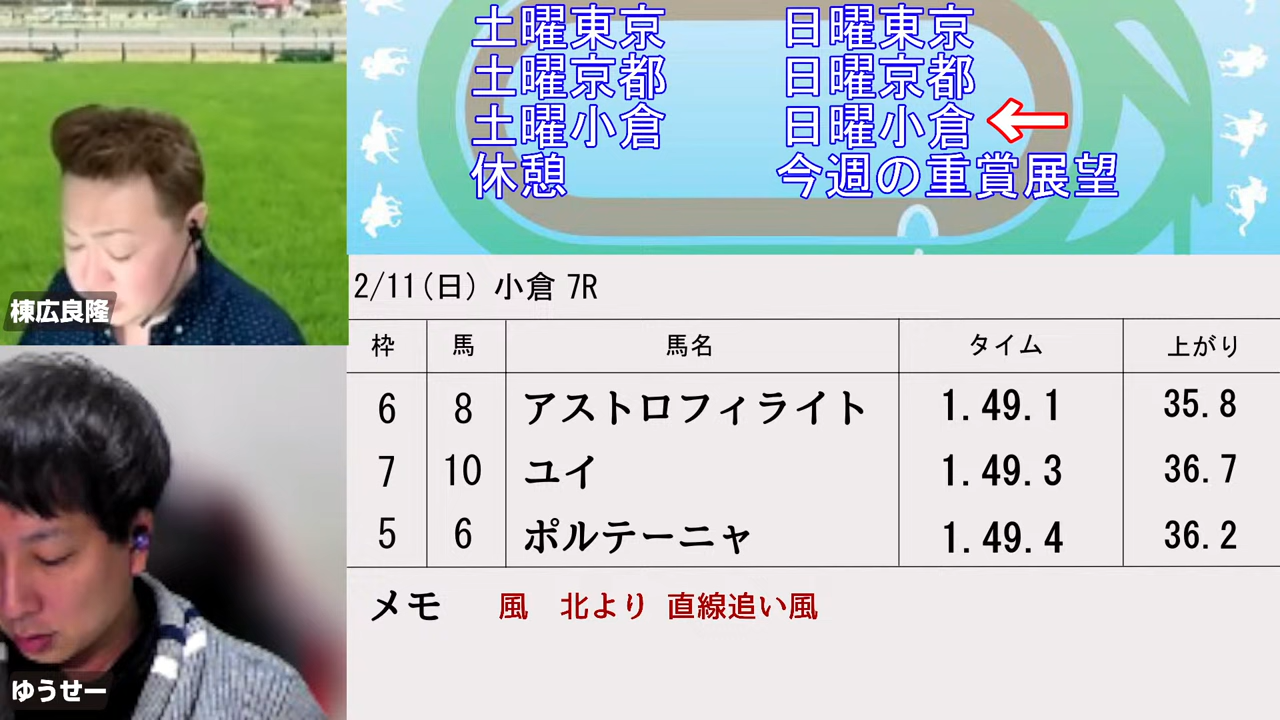 土曜東京 日曜東京
土曜京都 日曜京都
土曜小倉 日曜小倉
休憩 今週の重賞展望
棟広良隆
2/11(日) 小倉 7R
枠 馬 馬名 タイム 上がり
6 8 アストロフィライト 1.49.1 35.8
7 10 ユイ 1.49.3 36.7
5 6 ポルテーニャ 1.49.4 36.2
メモ 風 北より 直線追い風
ゆうせー